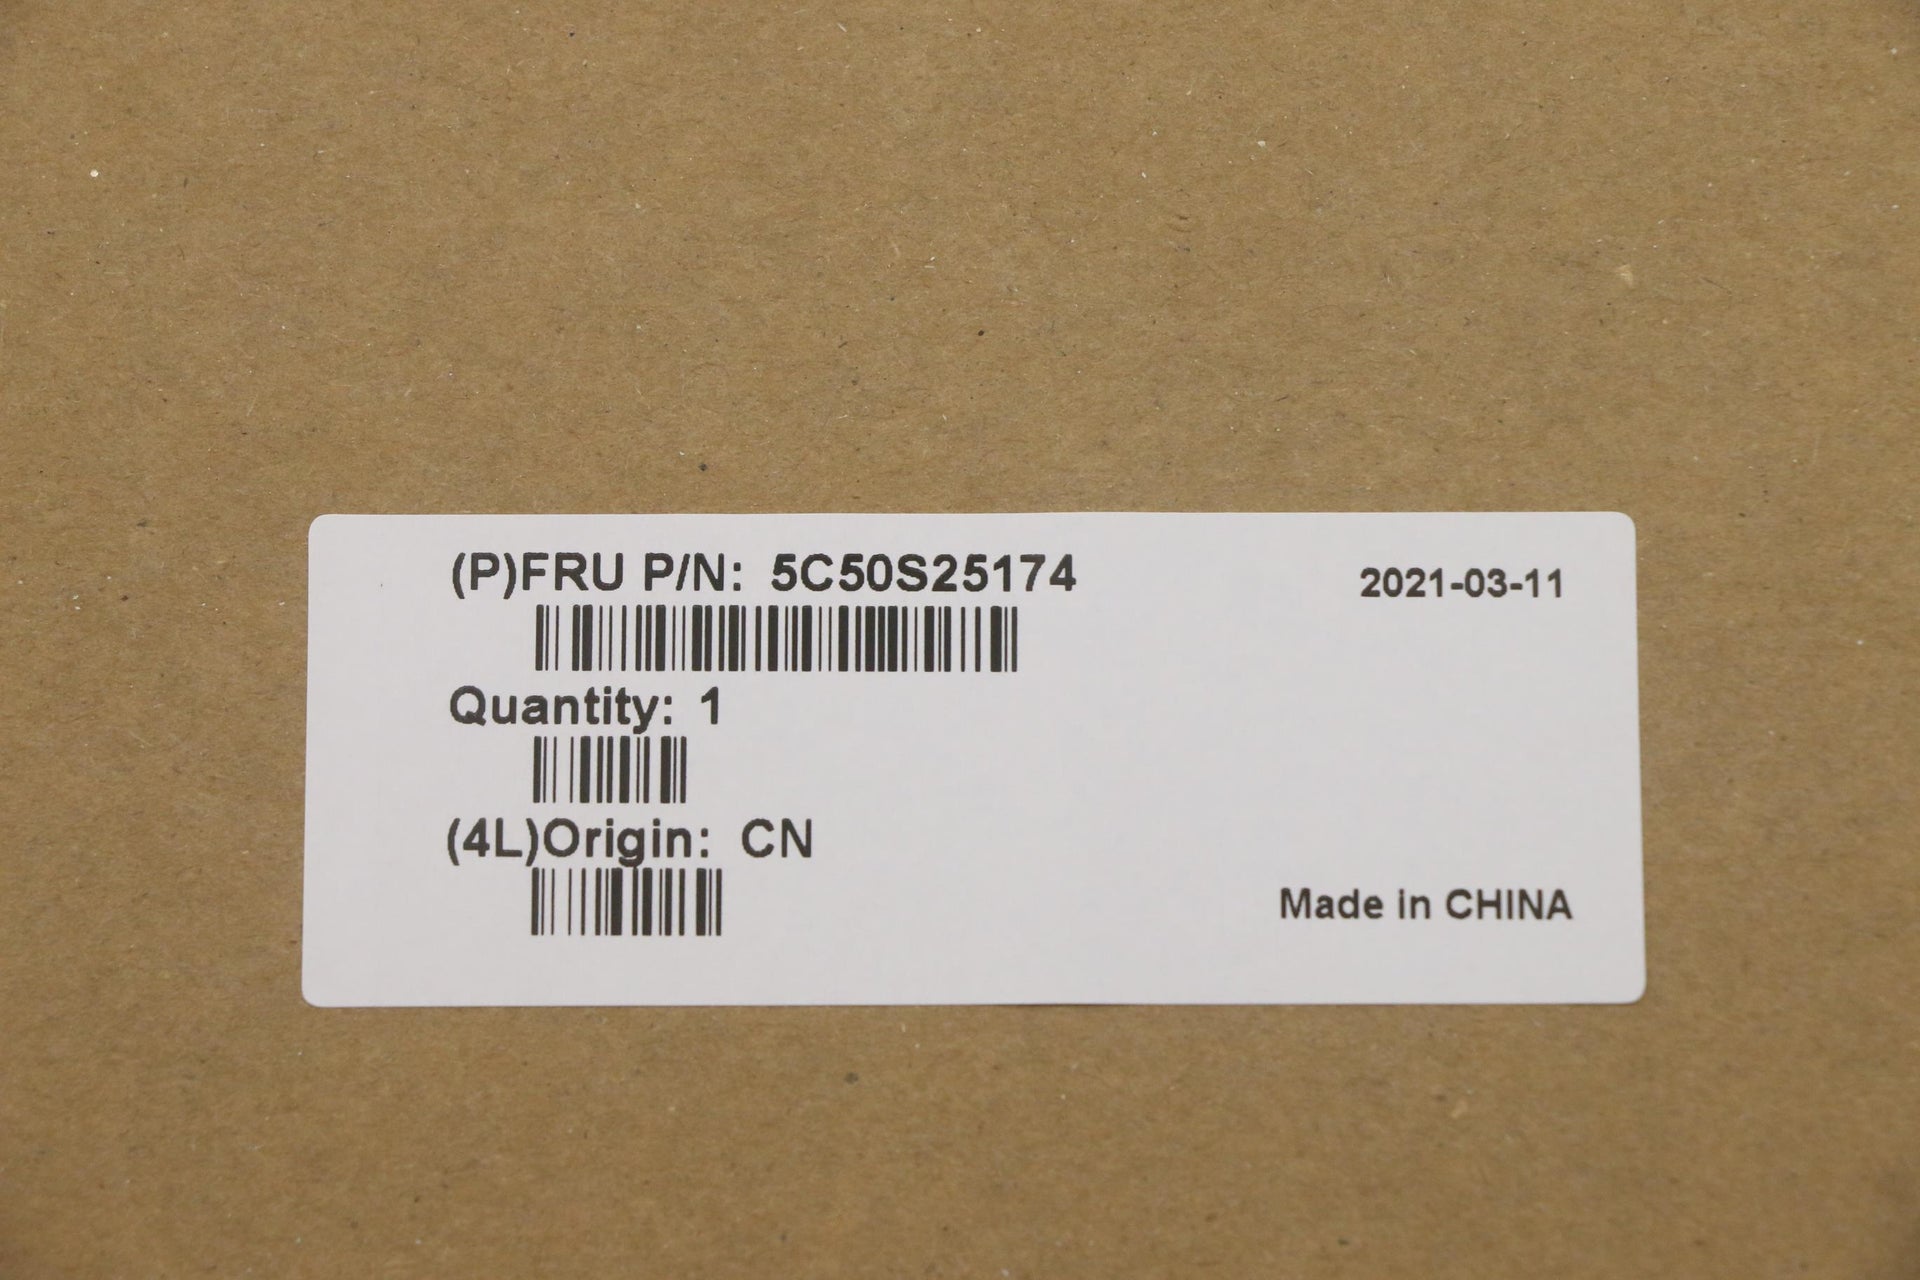 (P)FRU P/N: 5C50S25174
2021-03-11
Quantity: 1
(4L)Origin: CN
Made in CHINA